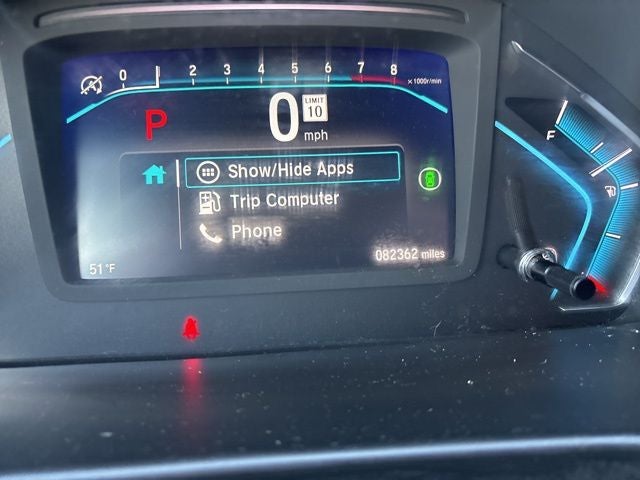 0 1 2 3 4 5 6 7 8 ×1000r/min
P
0
mph
LIMIT
10
Show/Hide Apps
Trip Computer
Phone
082362 miles
51°F
F